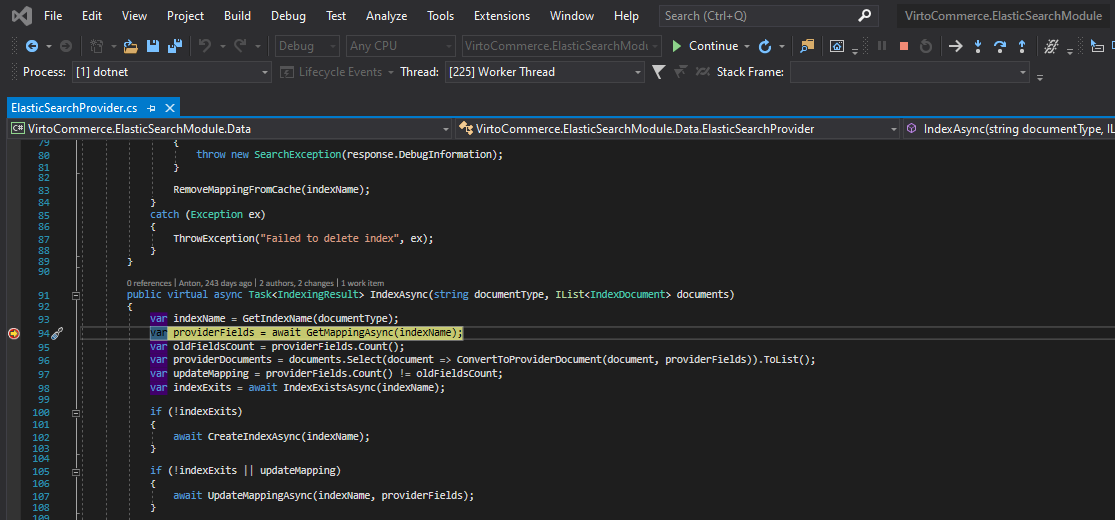 File Edit View Project Build Debug Test Analyze Tools Extensions Window Help Search (Ctrl+Q) VirtoCommerce.ElasticSearchModule
Debug Any CPU VirtoCommerce.ElasticSearchModu Continue
Process: [1] dotnet Lifecycle Events Thread: [225] Worker Thread Stack Frame:
ElasticSearchProvider.cs
C# VirtoCommerce.ElasticSearchModule.Data VirtoCommerce.ElasticSearchModule.Data.ElasticSearchProvider IndexAsync(string documentType, IL
79 {
80 throw new SearchException(response.DebugInformation);
81 }
82
83 RemoveMappingFromCache(indexName);
84 }
85 catch (Exception ex)
86 {
87 ThrowException("Failed to delete index", ex);
88 }
89 }
90
0 references | Anton, 243 days ago | 2 authors, 2 changes | 1 work item
91 public virtual async Task<IndexingResult> IndexAsync(string documentType, IList<IndexDocument> documents)
92 {
93 var indexName = GetIndexName(documentType);
94 var providerFields = await GetMappingAsync(indexName);
95 var oldFieldsCount = providerFields.Count();
96 var providerDocuments = documents.Select(document => ConvertToProviderDocument(document, providerFields)).ToList();
97 var updateMapping = providerFields.Count() != oldFieldsCount;
98 var indexExits = await IndexExistsAsync(indexName);
99
100 if (!indexExits)
101 {
102 await CreateIndexAsync(indexName);
103 }
104
105 if (!indexExits || updateMapping)
106 {
107 await UpdateMappingAsync(indexName, providerFields);
108 }
109